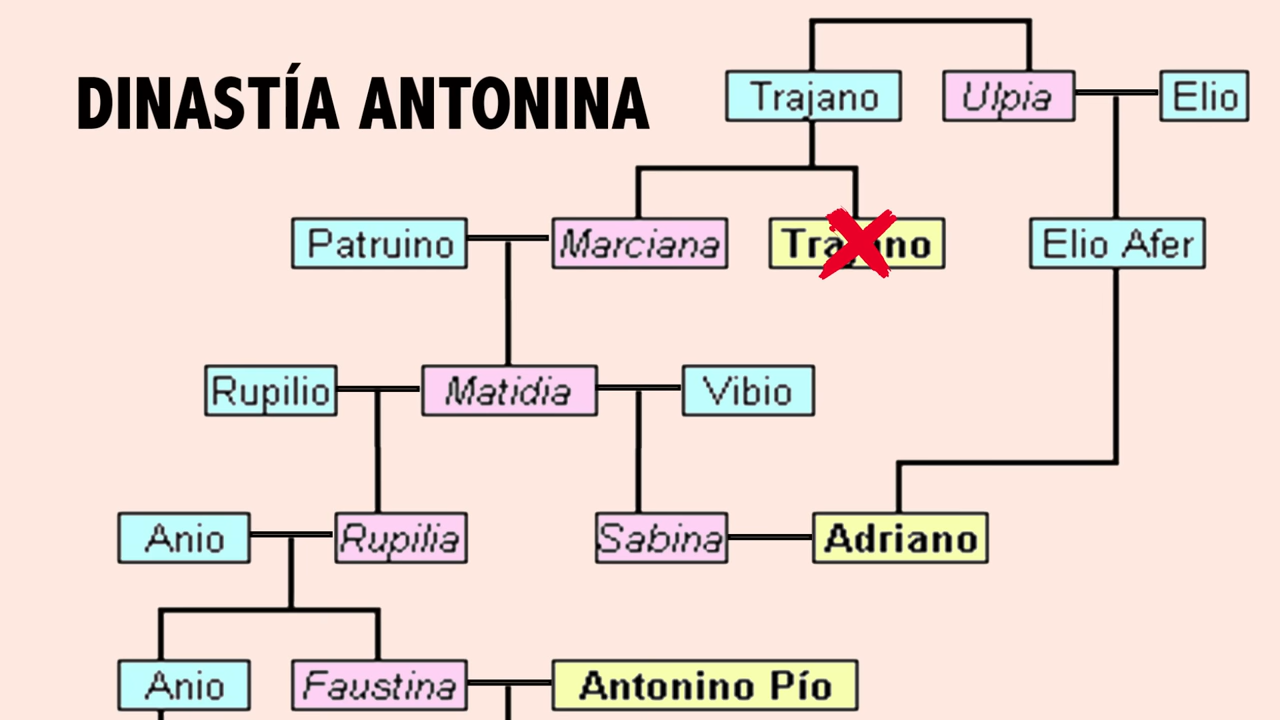 DINASTÍA ANTONINA
Trajano
Ulpia
Elio
Patruino
Marciana
Trajano
Elio Afer
Rupilio
Matidia
Vibio
Anio
Rupilia
Sabina
Adriano
Anio
Faustina
Antonino Pío